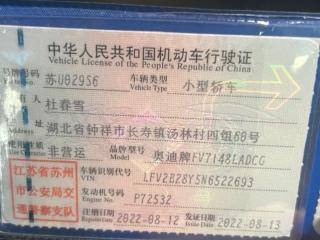 中华人民共和国机动车行驶证
Vehicle License of the People's Republic of China
号牌号码 苏U029S6 车辆类型 Vehicle Type 小型轿车
有人 杜春雪
址 湖北省钟祥市长寿镇汤林村四组68号
使用性质 非营运 品牌型号 Model 奥迪牌FV7148LADCG
江苏省苏州市公安局交通警察支队
车辆识别代号 VIN LFV2B28Y5N6522693
发动机号码 Engine No. P72532
注册日期 Register Date 2022-08-12 发证日期 Issue Date 2022-08-13